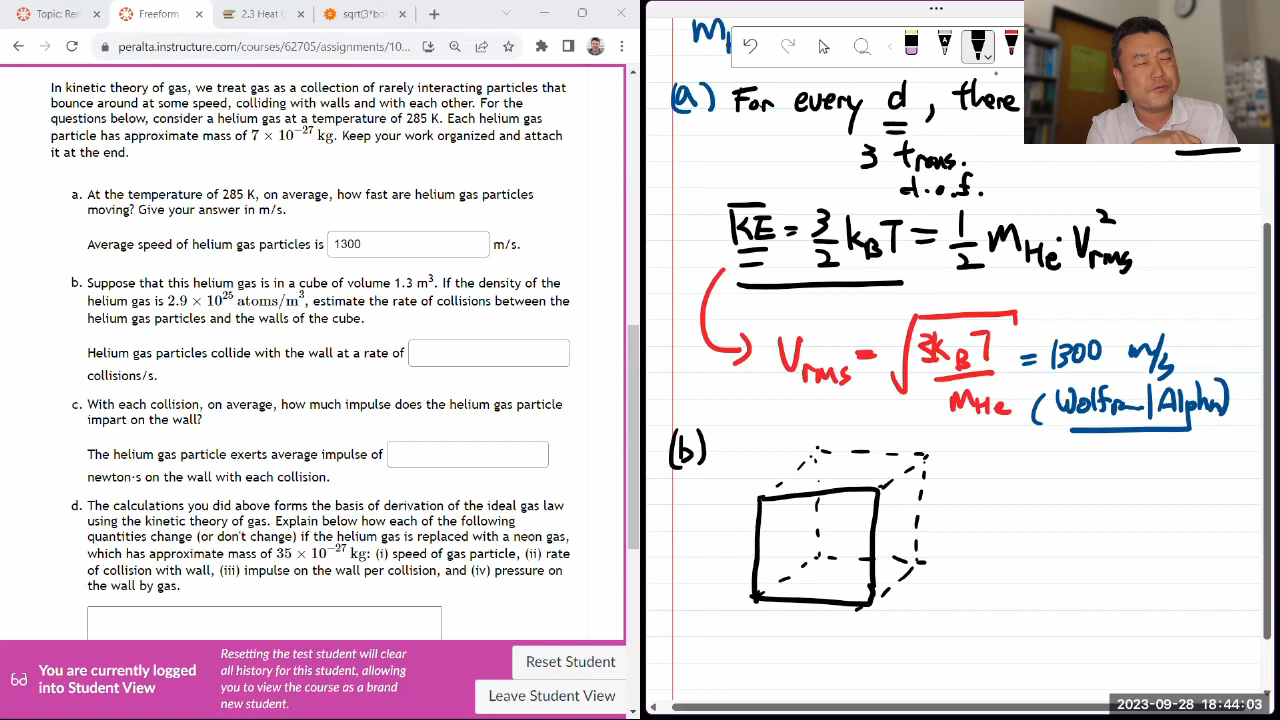 Topic: Rem
Freeform
2.3 Heat C
sqrt(3*b
peralta.instructure.com/courses/62709/assignments/10...
In kinetic theory of gas, we treat gas as a collection of rarely interacting particles that
bounce around at some speed, colliding with walls and with each other. For the
questions below, consider a helium gas at a temperature of 285 K. Each helium gas
particle has approximate mass of 7 × 10⁻²⁷ kg. Keep your work organized and attach
it at the end.
a. At the temperature of 285 K, on average, how fast are helium gas particles
moving? Give your answer in m/s.
Average speed of helium gas particles is 1300 m/s.
b. Suppose that this helium gas is in a cube of volume 1.3 m³. If the density of the
helium gas is 2.9 × 10²⁵ atoms/m³, estimate the rate of collisions between the
helium gas particles and the walls of the cube.
Helium gas particles collide with the wall at a rate of
collisions/s.
c. With each collision, on average, how much impulse does the helium gas particle
impart on the wall?
The helium gas particle exerts average impulse of
newton·s on the wall with each collision.
d. The calculations you did above forms the basis of derivation of the ideal gas law
using the kinetic theory of gas. Explain below how each of the following
quantities change (or don't change) if the helium gas is replaced with a neon gas,
which has approximate mass of 35 × 10⁻²⁷ kg: (i) speed of gas particle, (ii) rate
of collision with wall, (iii) impulse on the wall per collision, and (iv) pressure on
the wall by gas.
You are currently logged
into Student View
Resetting the test student will clear
all history for this student, allowing
you to view the course as a brand
new student.
Reset Student
Leave Student View
(a) For every d, there
3 trans.
d.o.f.
KE = 3/2 k_B T = 1/2 m_He · V_rms²
V_rms = √(3k_B T / m_He) = 1300 m/s
(Wolfram|Alpha)
(b)
2023-09-28 18:44:03